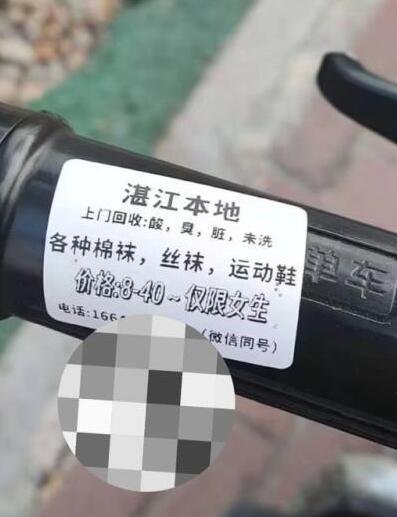 湛江本地
上门回收:酸，臭，脏，未洗
各种棉袜，丝袜，运动鞋
价格:8-40~仅限女生
电话:166
(微信同号)
单车